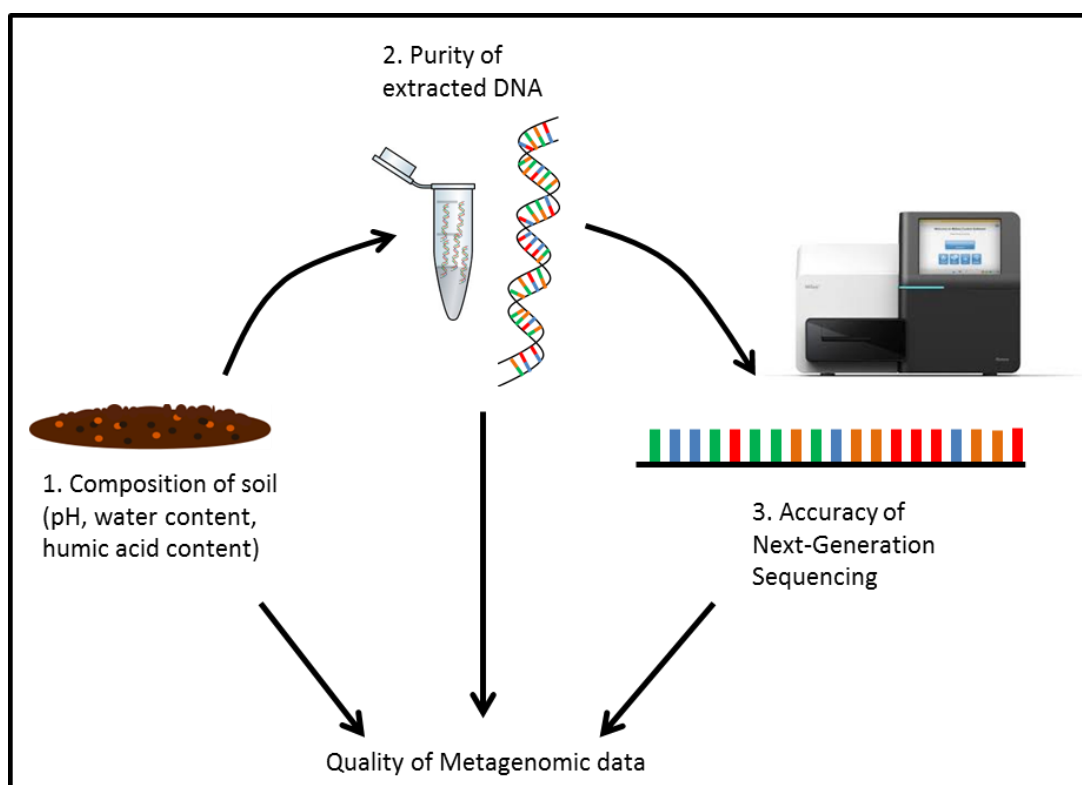 2. Purity of
extracted DNA
1. Composition of soil
(pH, water content,
humic acid content)
3. Accuracy of
Next-Generation
Sequencing
Quality of Metagenomic data